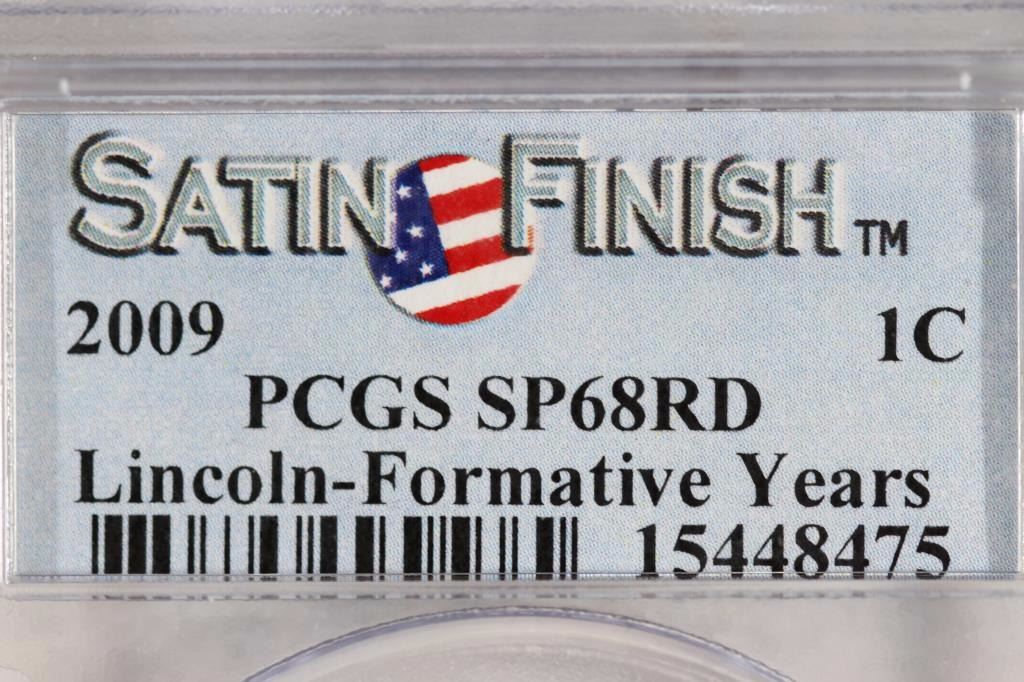 SATIN FINISH™
2009 1C
PCGS SP68RD
Lincoln-Formative Years
15448475